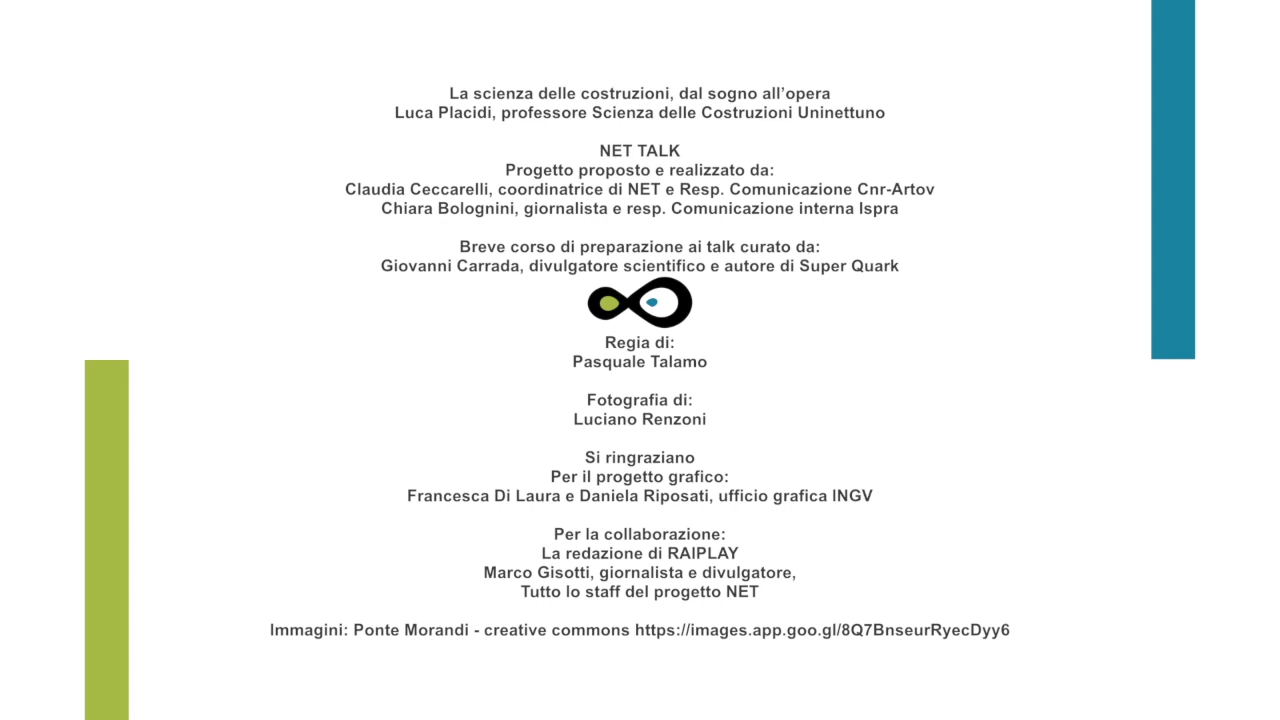 La scienza delle costruzioni, dal sogno all’opera
Luca Placidi, professore Scienza delle Costruzioni Uninettuno
NET TALK
Progetto proposto e realizzato da:
Claudia Ceccarelli, coordinatrice di NET e Resp. Comunicazione Cnr-Artov
Chiara Bolognini, giornalista e resp. Comunicazione interna Ispra
Breve corso di preparazione ai talk curato da:
Giovanni Carrada, divulgatore scientifico e autore di Super Quark
Regia di:
Pasquale Talamo
Fotografia di:
Luciano Renzoni
Si ringraziano
Per il progetto grafico:
Francesca Di Laura e Daniela Riposati, ufficio grafica INGV
Per la collaborazione:
La redazione di RAIPLAY
Marco Gisotti, giornalista e divulgatore,
Tutto lo staff del progetto NET
Immagini: Ponte Morandi - creative commons https://images.app.goo.gl/8Q7BnseurRyecDyy6